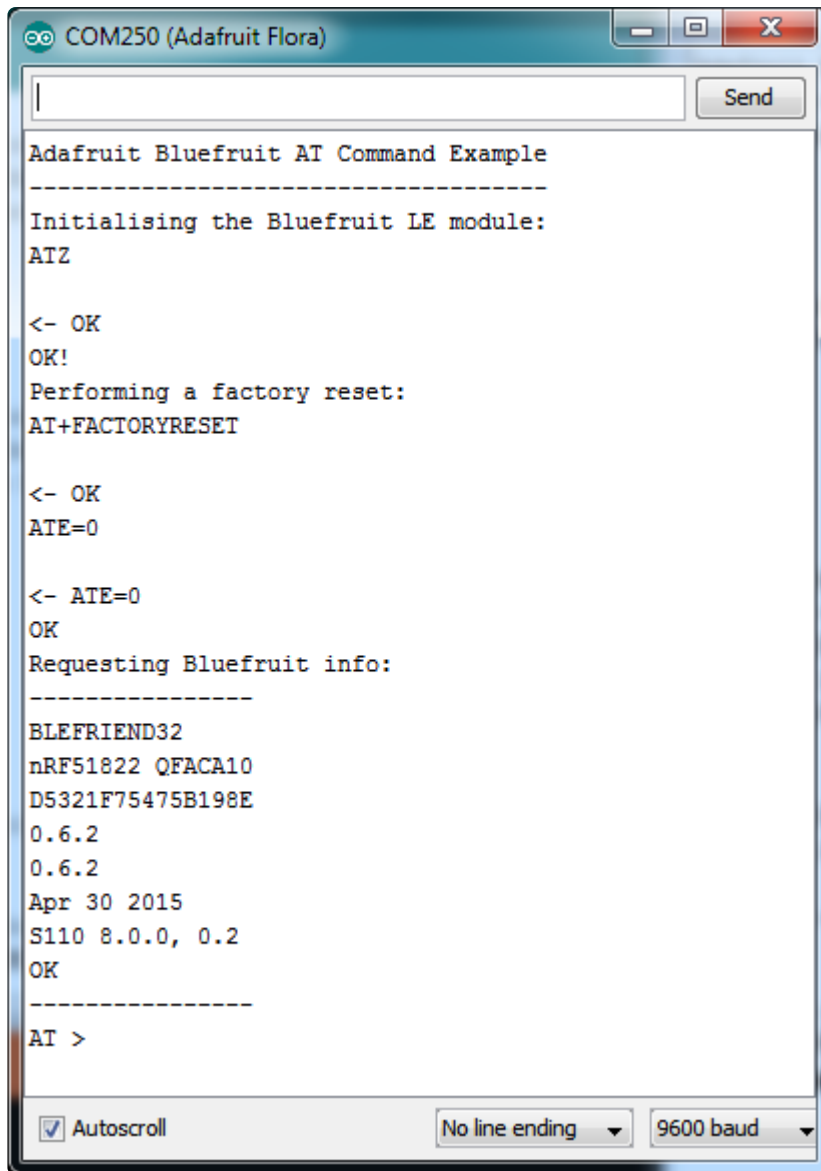 COM250 (Adafruit Flora)
Send
Adafruit Bluefruit AT Command Example
-------------------------------------
Initialising the Bluefruit LE module:
ATZ
<- OK
OK!
Performing a factory reset:
AT+FACTORYRESET
<- OK
ATE=0
<- ATE=0
OK
Requesting Bluefruit info:
----------------
BLEFRIEND32
nRF51822 QFACA10
D5321F75475B198E
0.6.2
0.6.2
Apr 30 2015
S110 8.0.0, 0.2
OK
----------------
AT >
Autoscroll No line ending 9600 baud